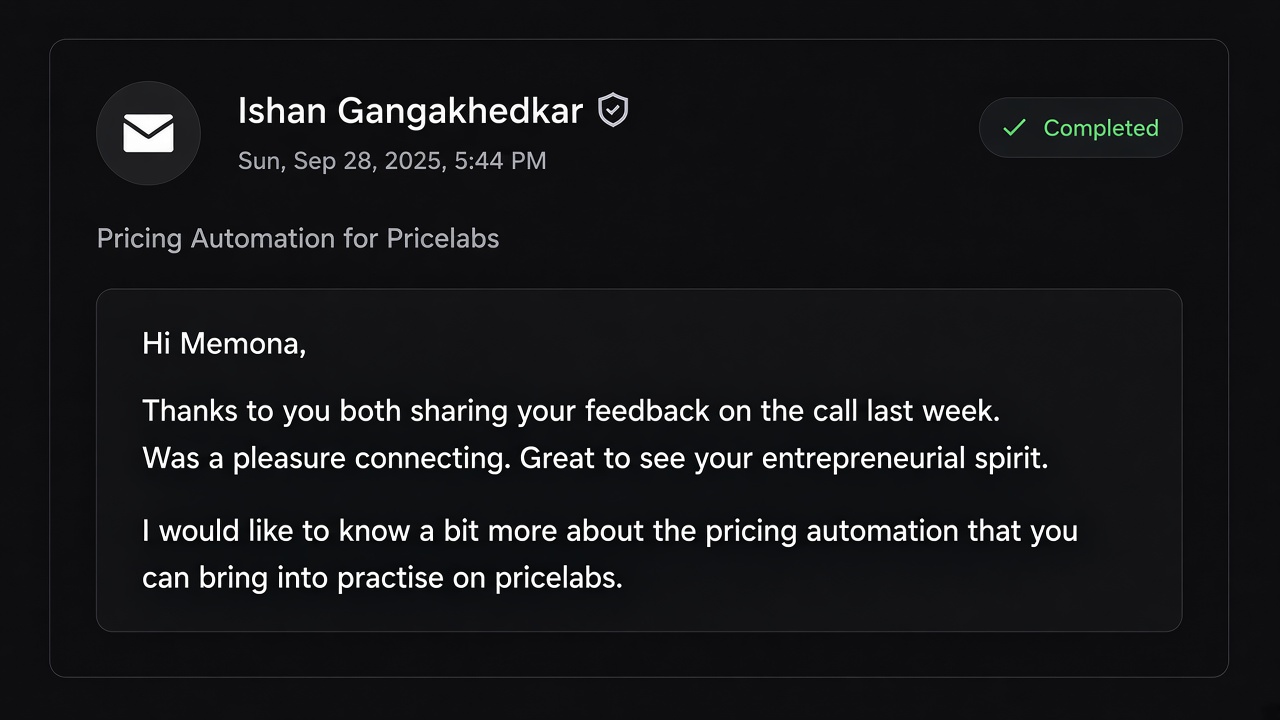 Ishan Gangakhedkar
Sun, Sep 28, 2025, 5:44 PM
Completed
Pricing Automation for Pricelabs
Hi Memona,
Thanks to you both sharing your feedback on the call last week.
Was a pleasure connecting. Great to see your entrepreneurial spirit.
I would like to know a bit more about the pricing automation that you
can bring into practise on pricelabs.